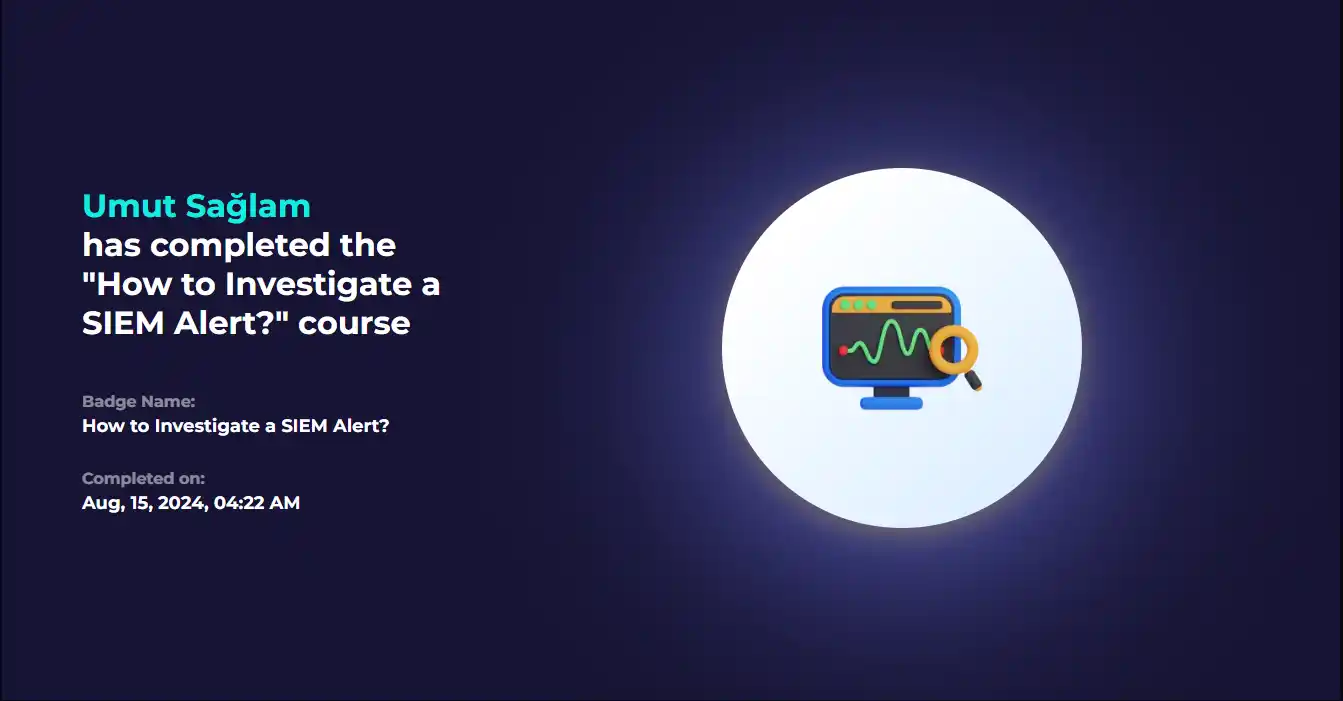 Umut Sağlam
has completed the
"How to Investigate a
SIEM Alert?" course
Badge Name:
How to Investigate a SIEM Alert?
Completed on:
Aug, 15, 2024, 04:22 AM